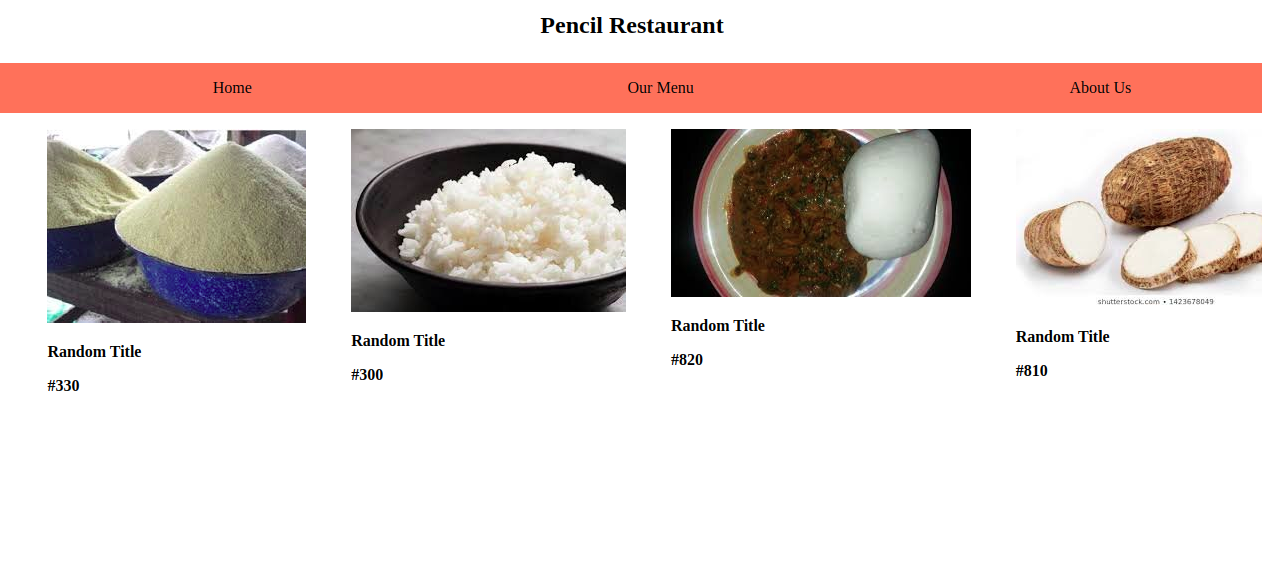 Pencil Restaurant
Home
Our Menu
About Us
shutterstock.com • 1423678049
Random Title
#330
Random Title
#300
Random Title
#820
Random Title
#810